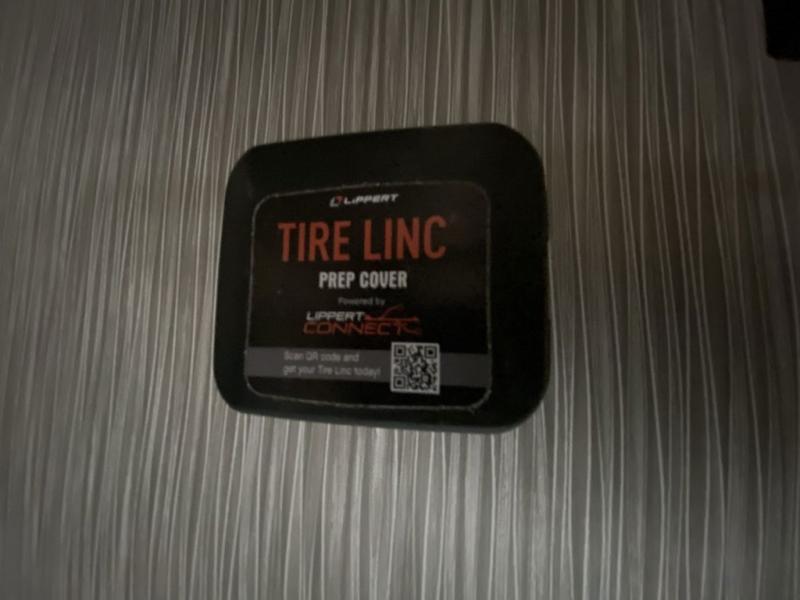 LIPPERT
TIRE LINC
PREP COVER
Powered by
LIPPERT
CONNECT
Scan QR code and
get your Tire Linc today!